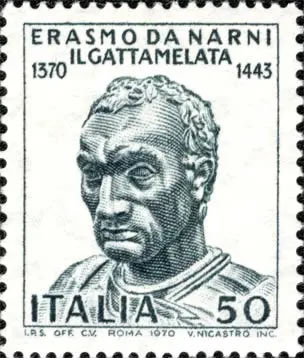 ERASMO DA NARNI
IL GATTAMELATA
1370 1443
ITALIA 50
I.P.S. OFF. C.V. ROMA 1970 V. NICASTRO INC.